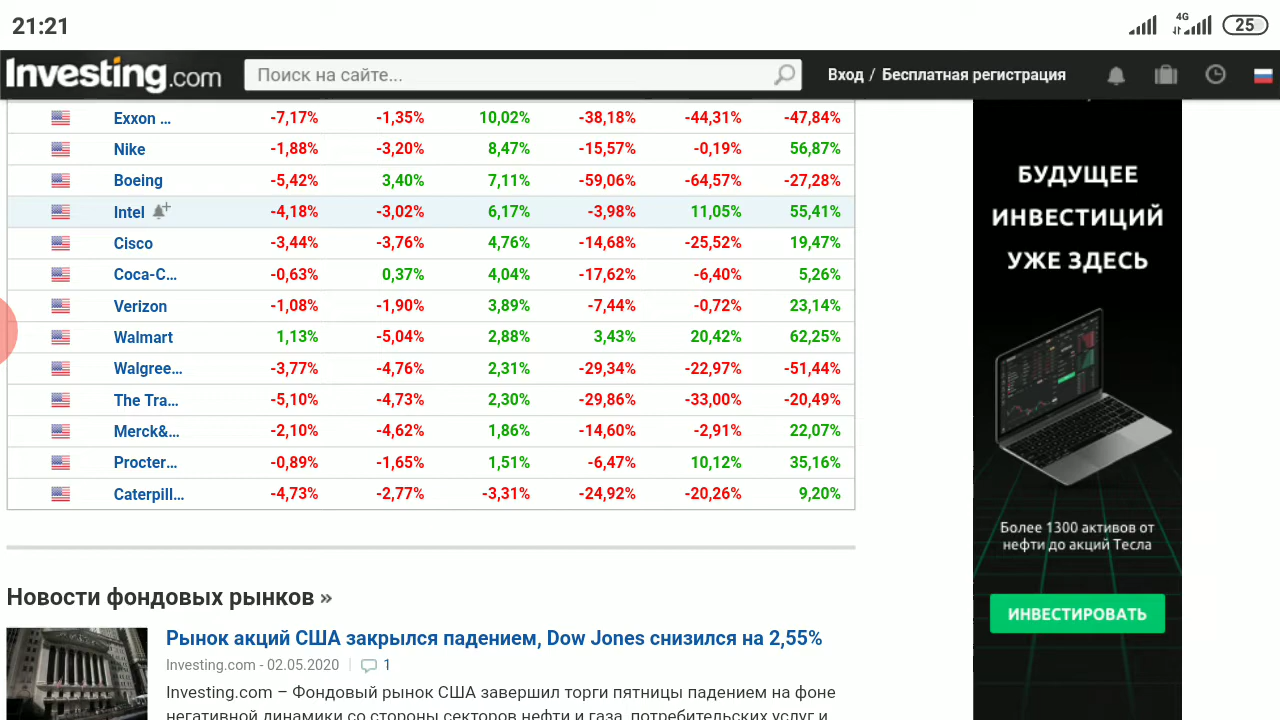 21:21
4G
25
Investing.com
Поиск на сайте...
Вход / Бесплатная регистрация
Exxon ... -7,17% -1,35% 10,02% -38,18% -44,31% -47,84%
Nike -1,88% -3,20% 8,47% -15,57% -0,19% 56,87%
Boeing -5,42% 3,40% 7,11% -59,06% -64,57% -27,28%
Intel -4,18% -3,02% 6,17% -3,98% 11,05% 55,41%
Cisco -3,44% -3,76% 4,76% -14,68% -25,52% 19,47%
Coca-C... -0,63% 0,37% 4,04% -17,62% -6,40% 5,26%
Verizon -1,08% -1,90% 3,89% -7,44% -0,72% 23,14%
Walmart 1,13% -5,04% 2,88% 3,43% 20,42% 62,25%
Walgree... -3,77% -4,76% 2,31% -29,34% -22,97% -51,44%
The Tra... -5,10% -4,73% 2,30% -29,86% -33,00% -20,49%
Merck&... -2,10% -4,62% 1,86% -14,60% -2,91% 22,07%
Procter... -0,89% -1,65% 1,51% -6,47% 10,12% 35,16%
Caterpill... -4,73% -2,77% -3,31% -24,92% -20,26% 9,20%
Новости фондовых рынков »
Рынок акций США закрылся падением, Dow Jones снизился на 2,55%
Investing.com - 02.05.2020 | 1
Investing.com – Фондовый рынок США завершил торги пятницы падением на фоне
негативной динамики со стороны секторов нефти и газа, потребительских услуг и
БУДУЩЕЕ
ИНВЕСТИЦИЙ
УЖЕ ЗДЕСЬ
Более 1300 активов от
нефти до акций Тесла
ИНВЕСТИРОВАТЬ